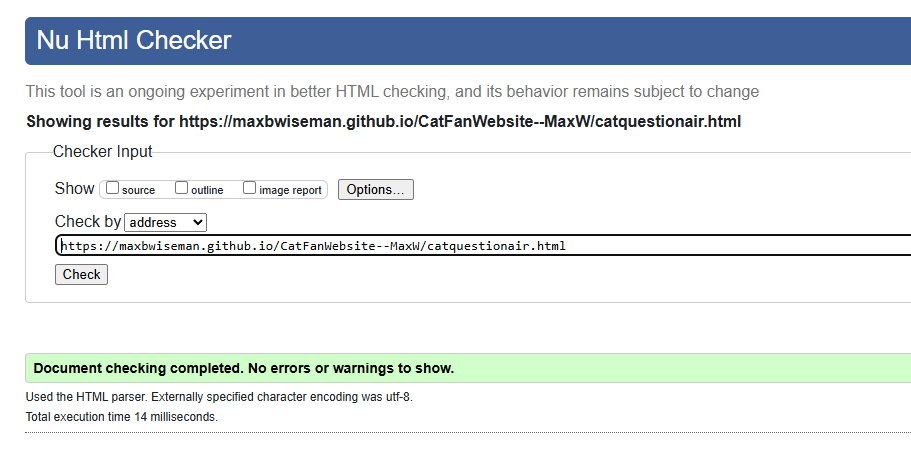 Nu Html Checker
This tool is an ongoing experiment in better HTML checking, and its behavior remains subject to change
Showing results for https://maxbwiseman.github.io/CatFanWebsite--MaxW/catquestionair.html
Checker Input
Show source outline image report Options...
Check by address
https://maxbwiseman.github.io/CatFanWebsite--MaxW/catquestionair.html
Check
Document checking completed. No errors or warnings to show.
Used the HTML parser. Externally specified character encoding was utf-8.
Total execution time 14 milliseconds.